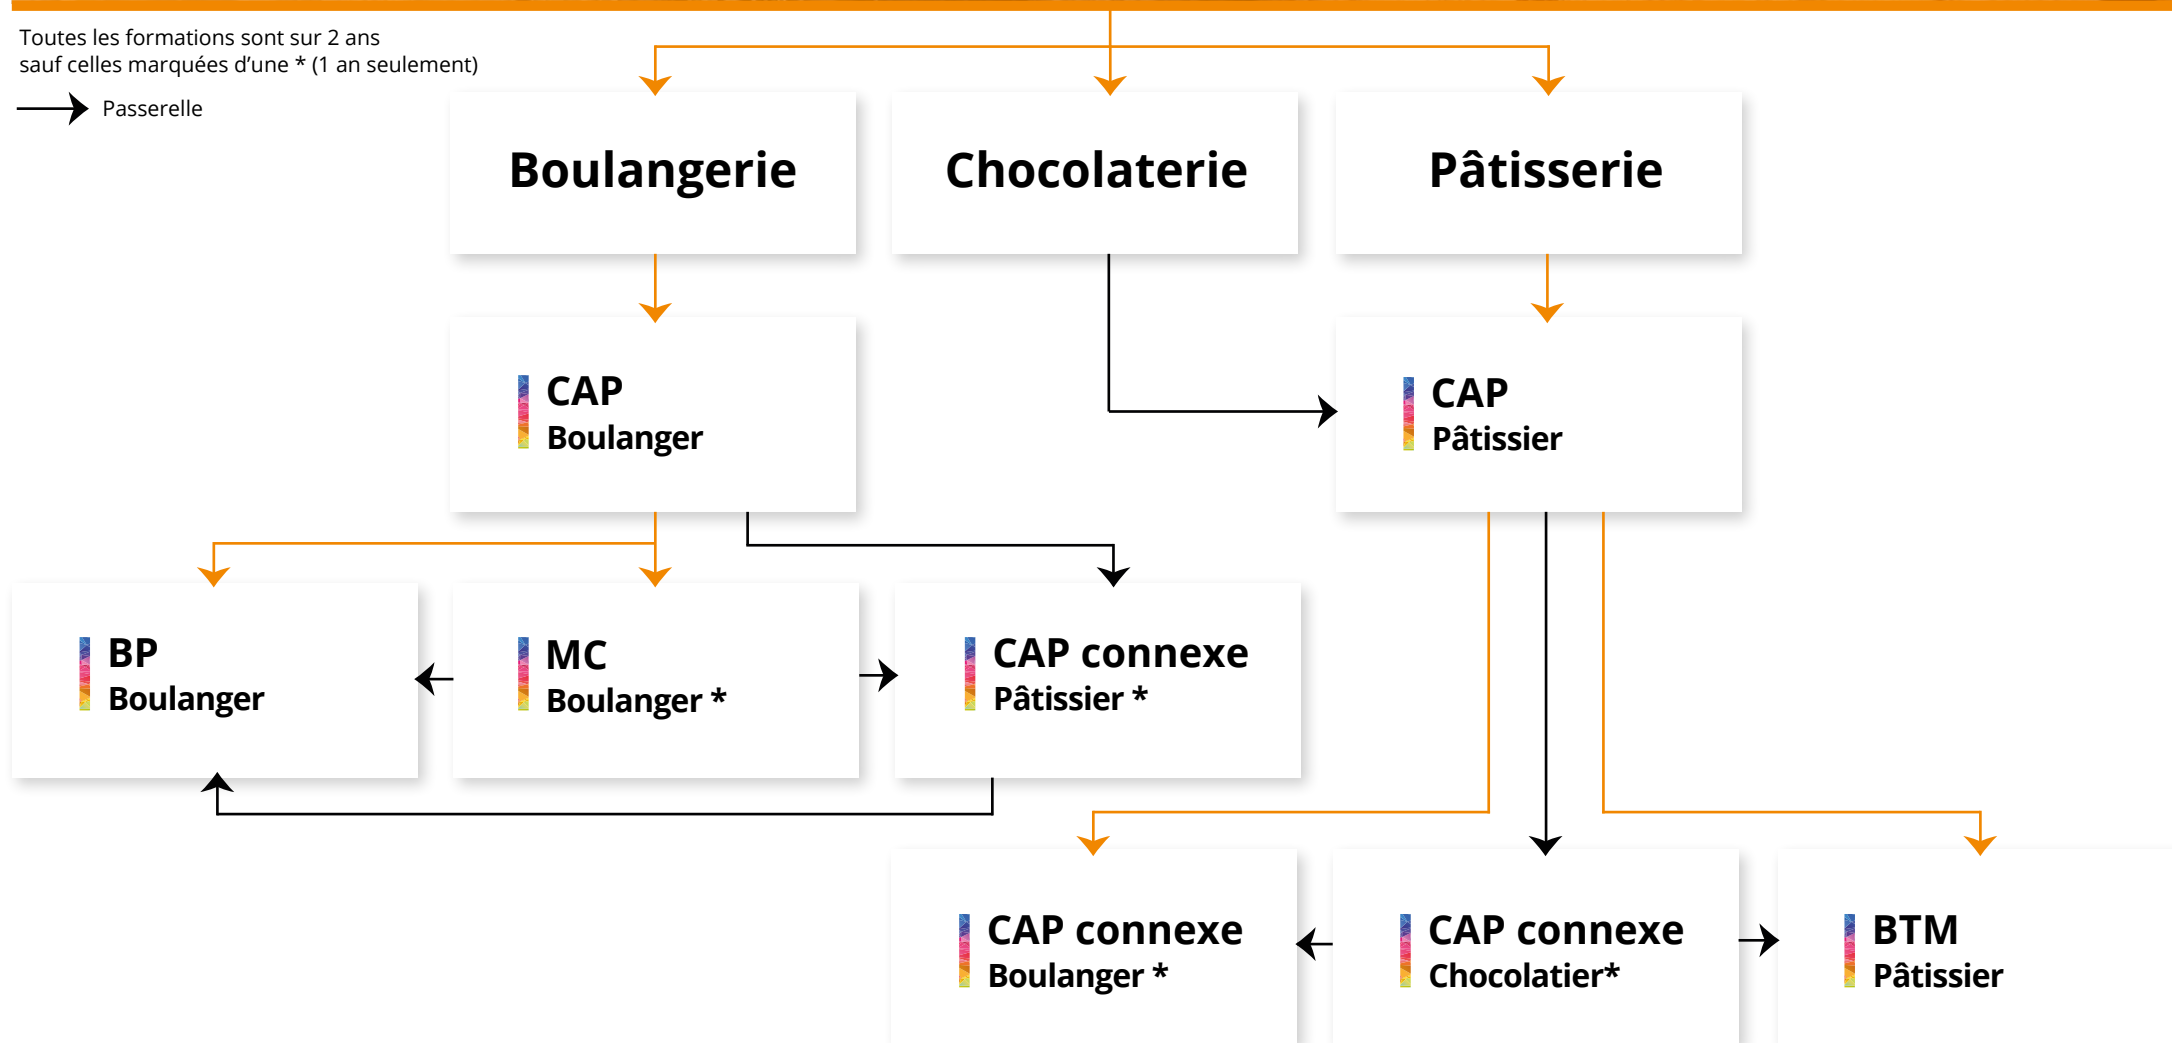 Toutes les formations sont sur 2 ans
sauf celles marquées d’une * (1 an seulement)
Passerelle
Boulangerie
Chocolaterie
Pâtisserie
CAP
Boulanger
CAP
Pâtissier
BP
Boulanger
MC
Boulanger *
CAP connexe
Pâtissier *
CAP connexe
Boulanger *
CAP connexe
Chocolatier*
BTM
Pâtissier